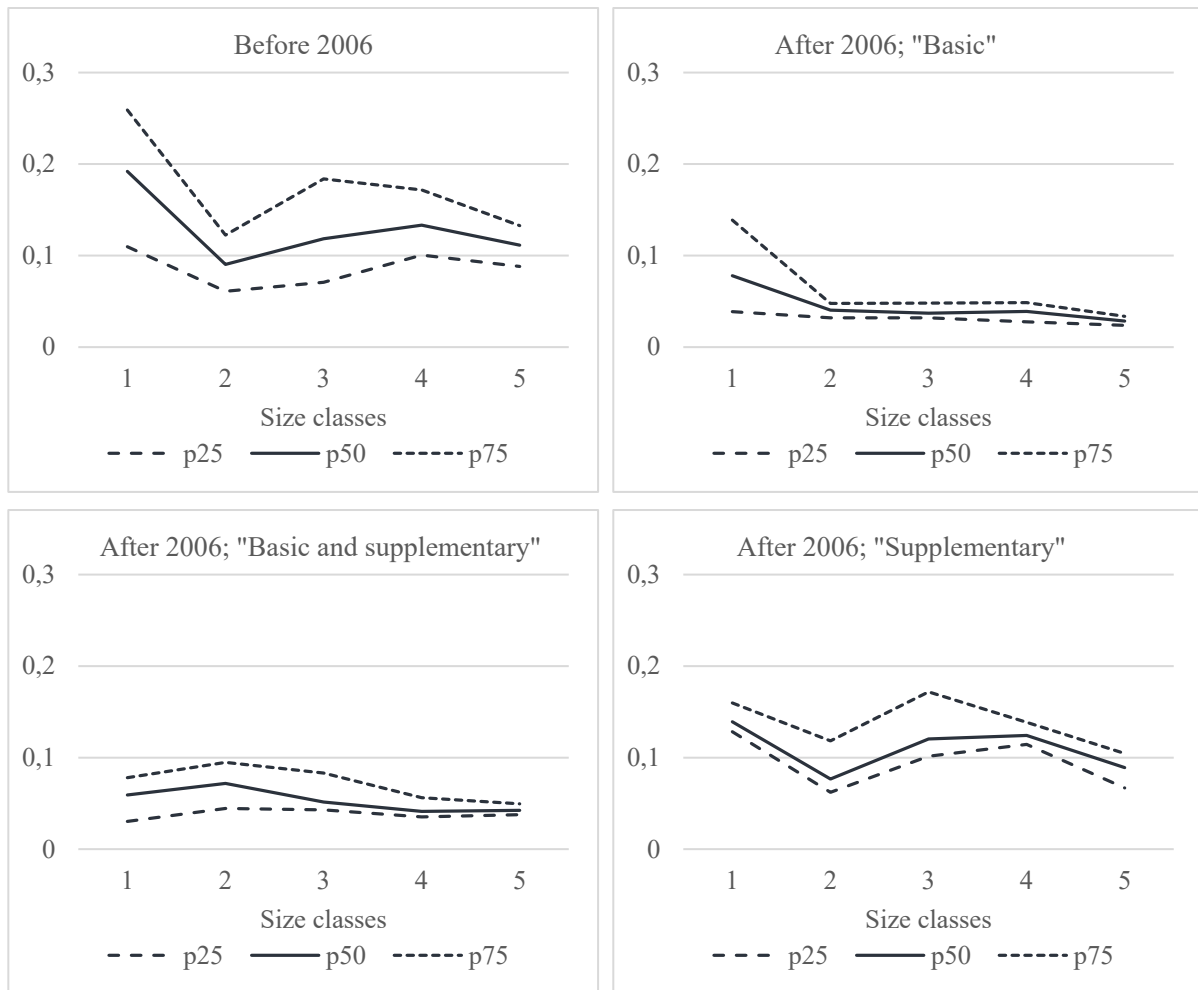 Before 2006
0,3
0,2
0,1
0
1 2 3 4 5
Size classes
p25 p50 p75
After 2006; "Basic"
0,3
0,2
0,1
0
1 2 3 4 5
Size classes
p25 p50 p75
After 2006; "Basic and supplementary"
0,3
0,2
0,1
0
1 2 3 4 5
Size classes
p25 p50 p75
After 2006; "Supplementary"
0,3
0,2
0,1
0
1 2 3 4 5
Size classes
p25 p50 p75